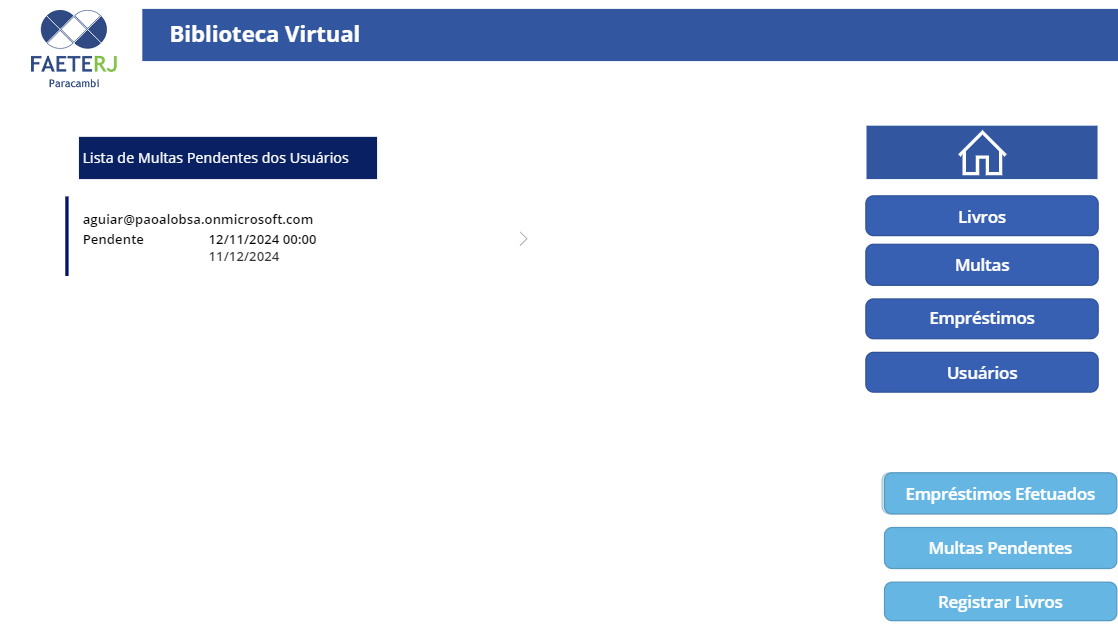 FAETERJ
Paracambi
Biblioteca Virtual
Lista de Multas Pendentes dos Usuários
aguiar@paoalobsa.onmicrosoft.com
Pendente 12/11/2024 00:00
11/12/2024
Livros
Multas
Empréstimos
Usuários
Empréstimos Efetuados
Multas Pendentes
Registrar Livros